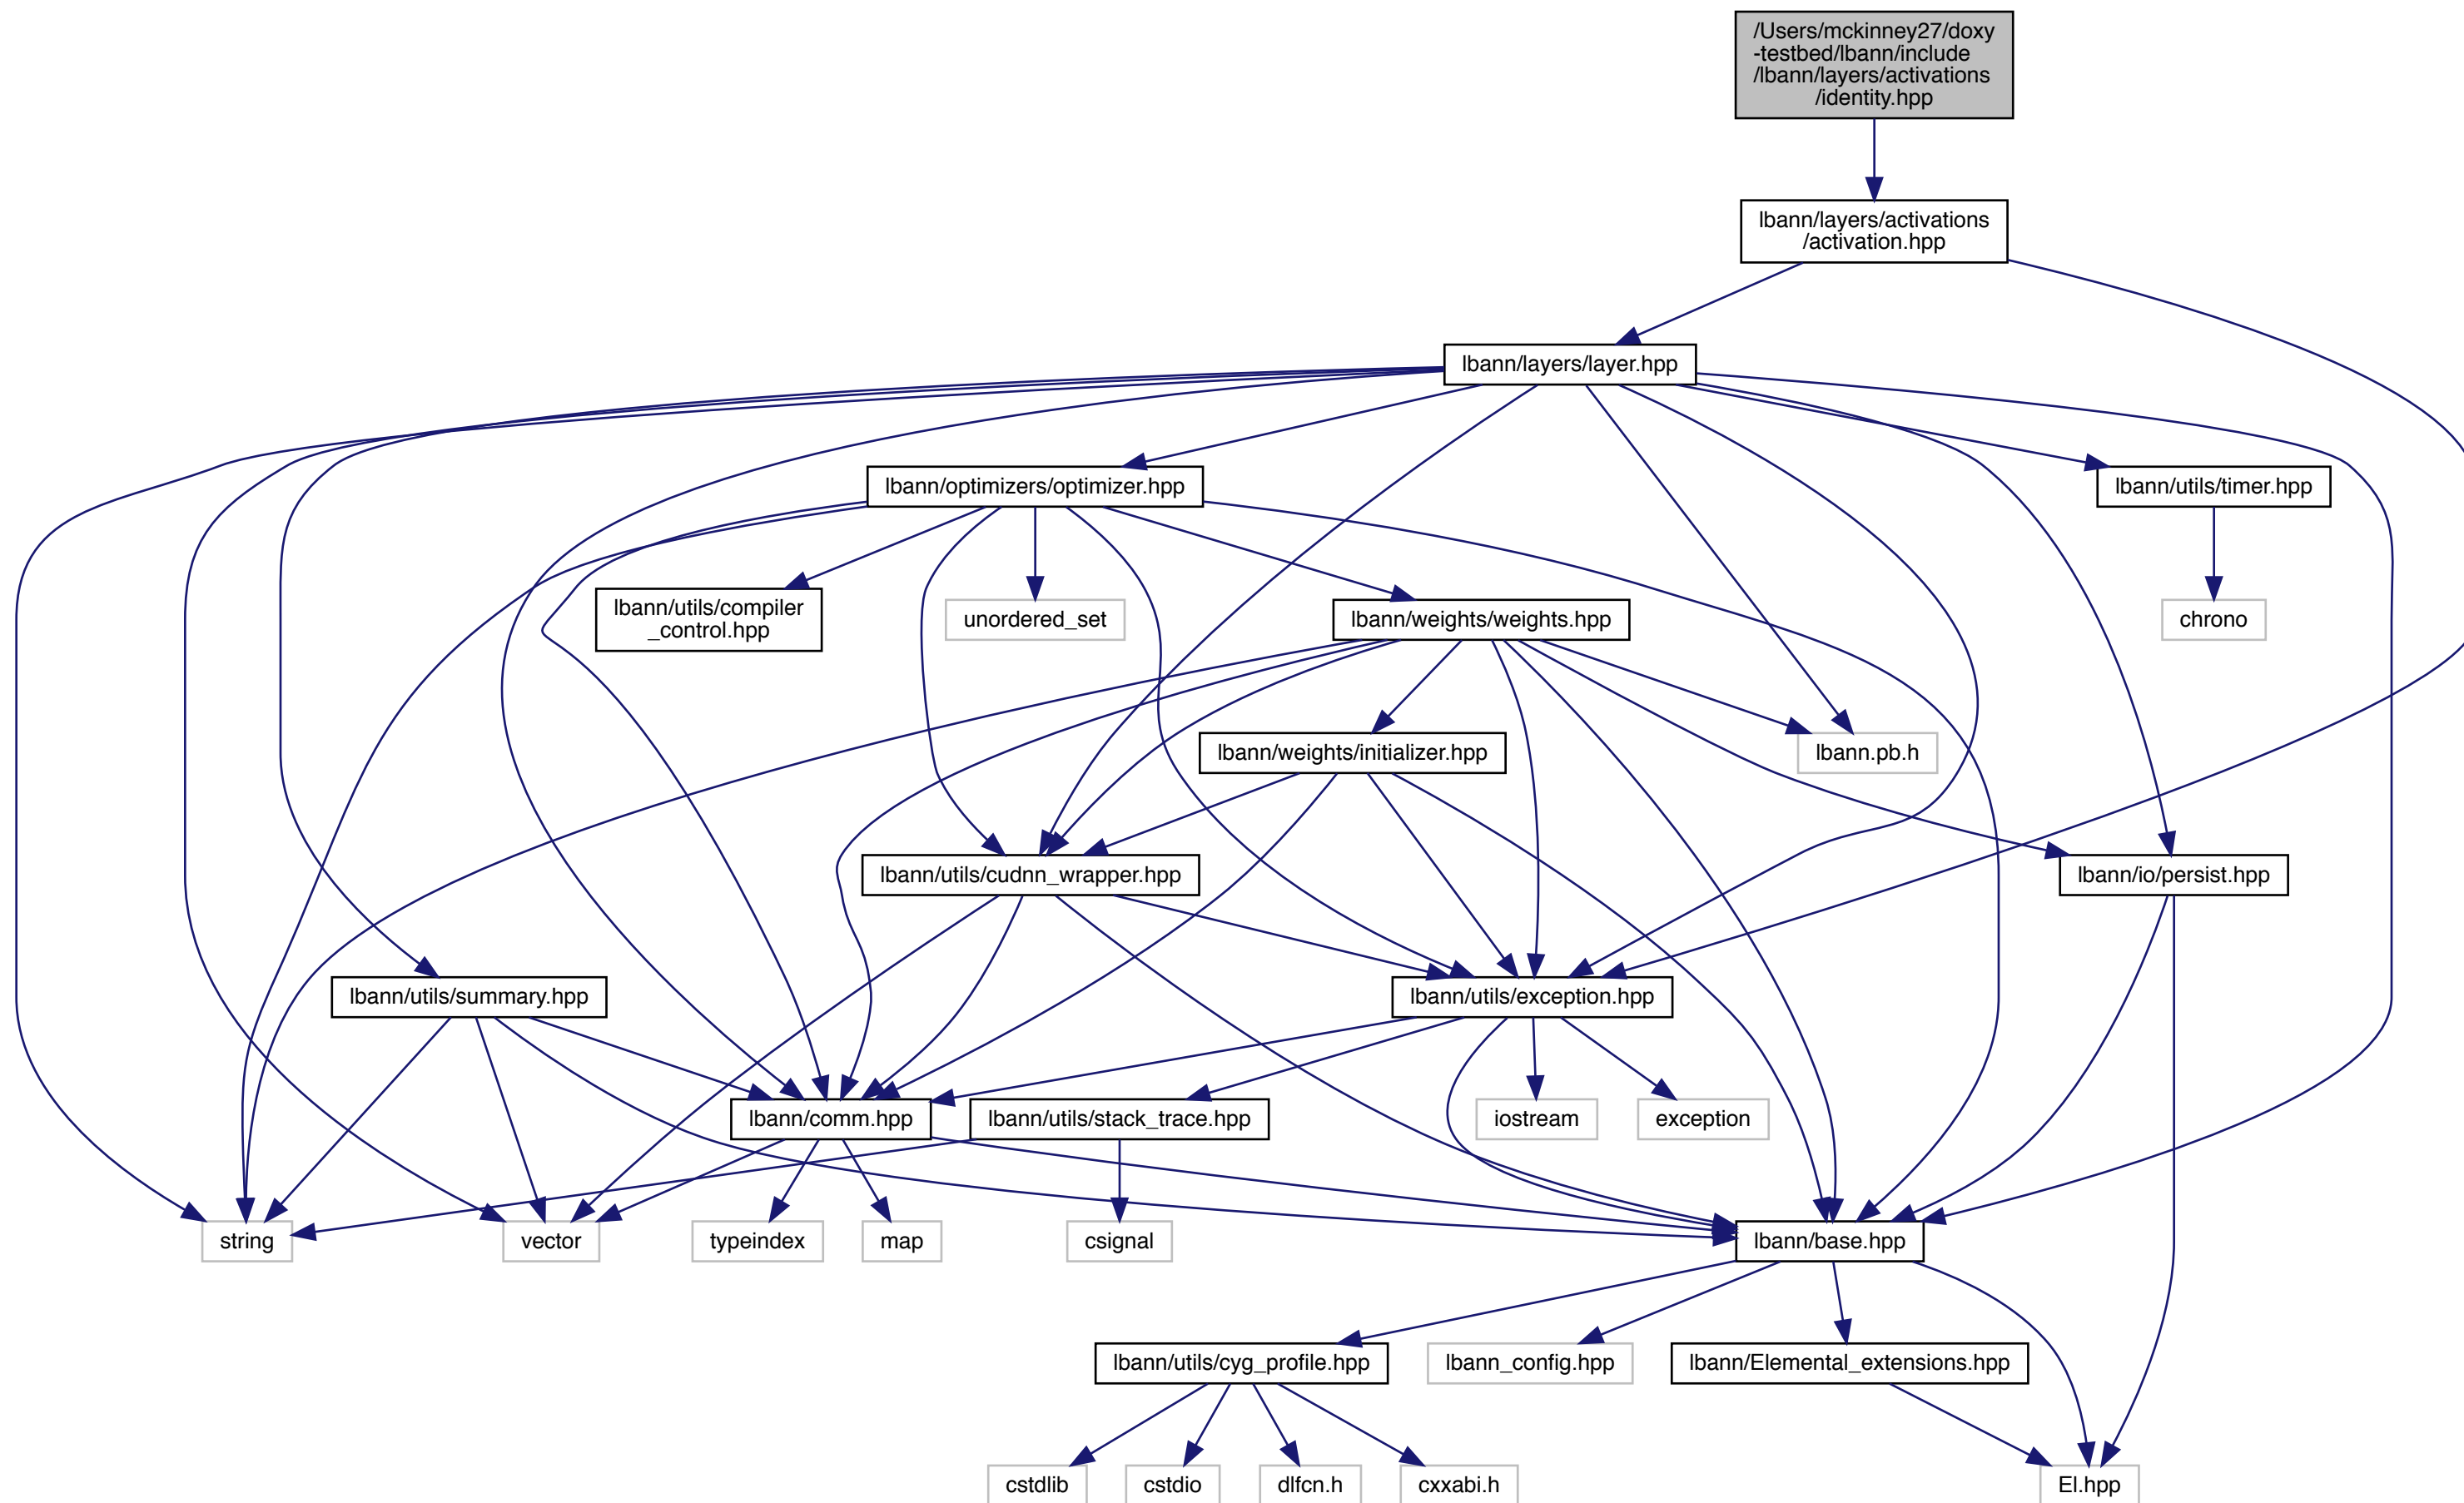 /Users/mckinney27/doxy
-testbed/lbann/include
/lbann/layers/activations
/identity.hpp
lbann/layers/activations
/activation.hpp
lbann/layers/layer.hpp
lbann/optimizers/optimizer.hpp
lbann/utils/timer.hpp
lbann/utils/compiler
_control.hpp
unordered_set
lbann/weights/weights.hpp
chrono
lbann/weights/initializer.hpp
lbann.pb.h
lbann/utils/cudnn_wrapper.hpp
lbann/io/persist.hpp
lbann/utils/summary.hpp
lbann/utils/exception.hpp
lbann/comm.hpp
lbann/utils/stack_trace.hpp
iostream
exception
string
vector
typeindex
map
csignal
lbann/base.hpp
lbann/utils/cyg_profile.hpp
lbann_config.hpp
lbann/Elemental_extensions.hpp
cstdlib
cstdio
dlfcn.h
cxxabi.h
El.hpp